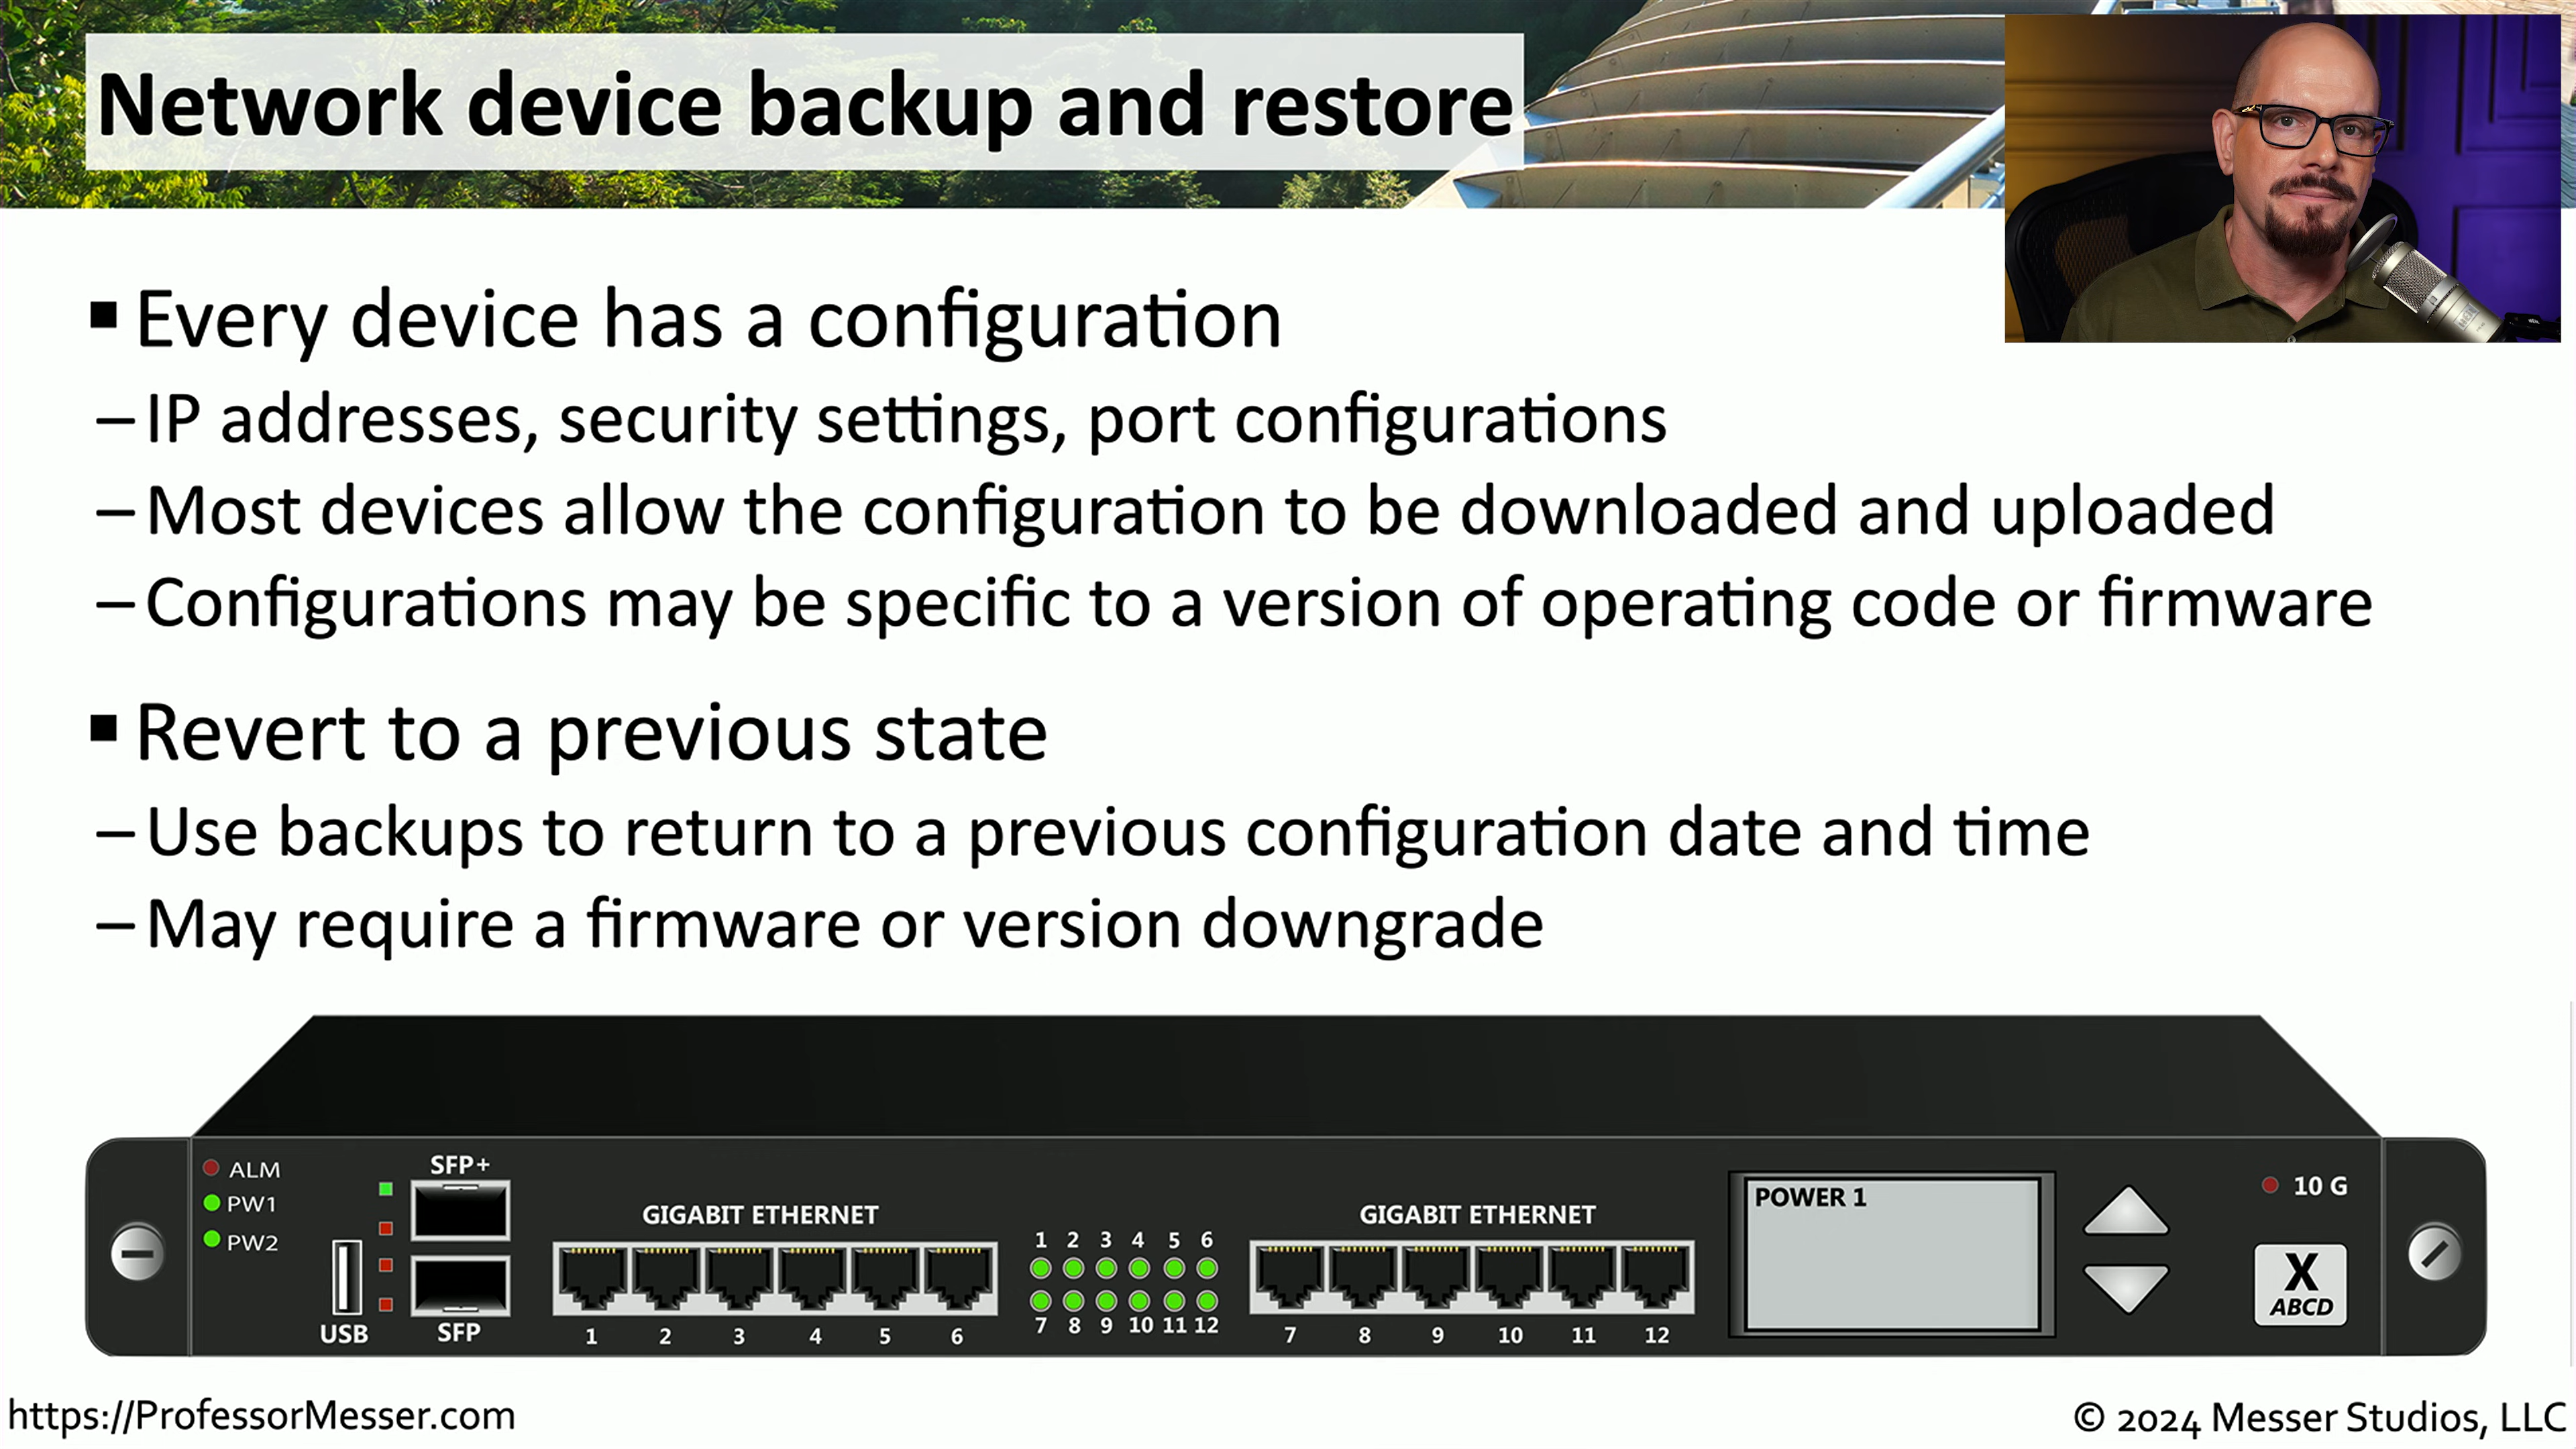 Network device backup and restore
Every device has a configuration
– IP addresses, security settings, port configurations
– Most devices allow the configuration to be downloaded and uploaded
– Configurations may be specific to a version of operating code or firmware
Revert to a previous state
– Use backups to return to a previous configuration date and time
– May require a firmware or version downgrade
ALM
PW1
PW2
USB
SFP+
SFP
GIGABIT ETHERNET
1 2 3 4 5 6
1 2 3 4 5 6
7 8 9 10 11 12
GIGABIT ETHERNET
7 8 9 10 11 12
POWER 1
10 G
X
ABCD
https://ProfessorMesser.com
© 2024 Messer Studios, LLC